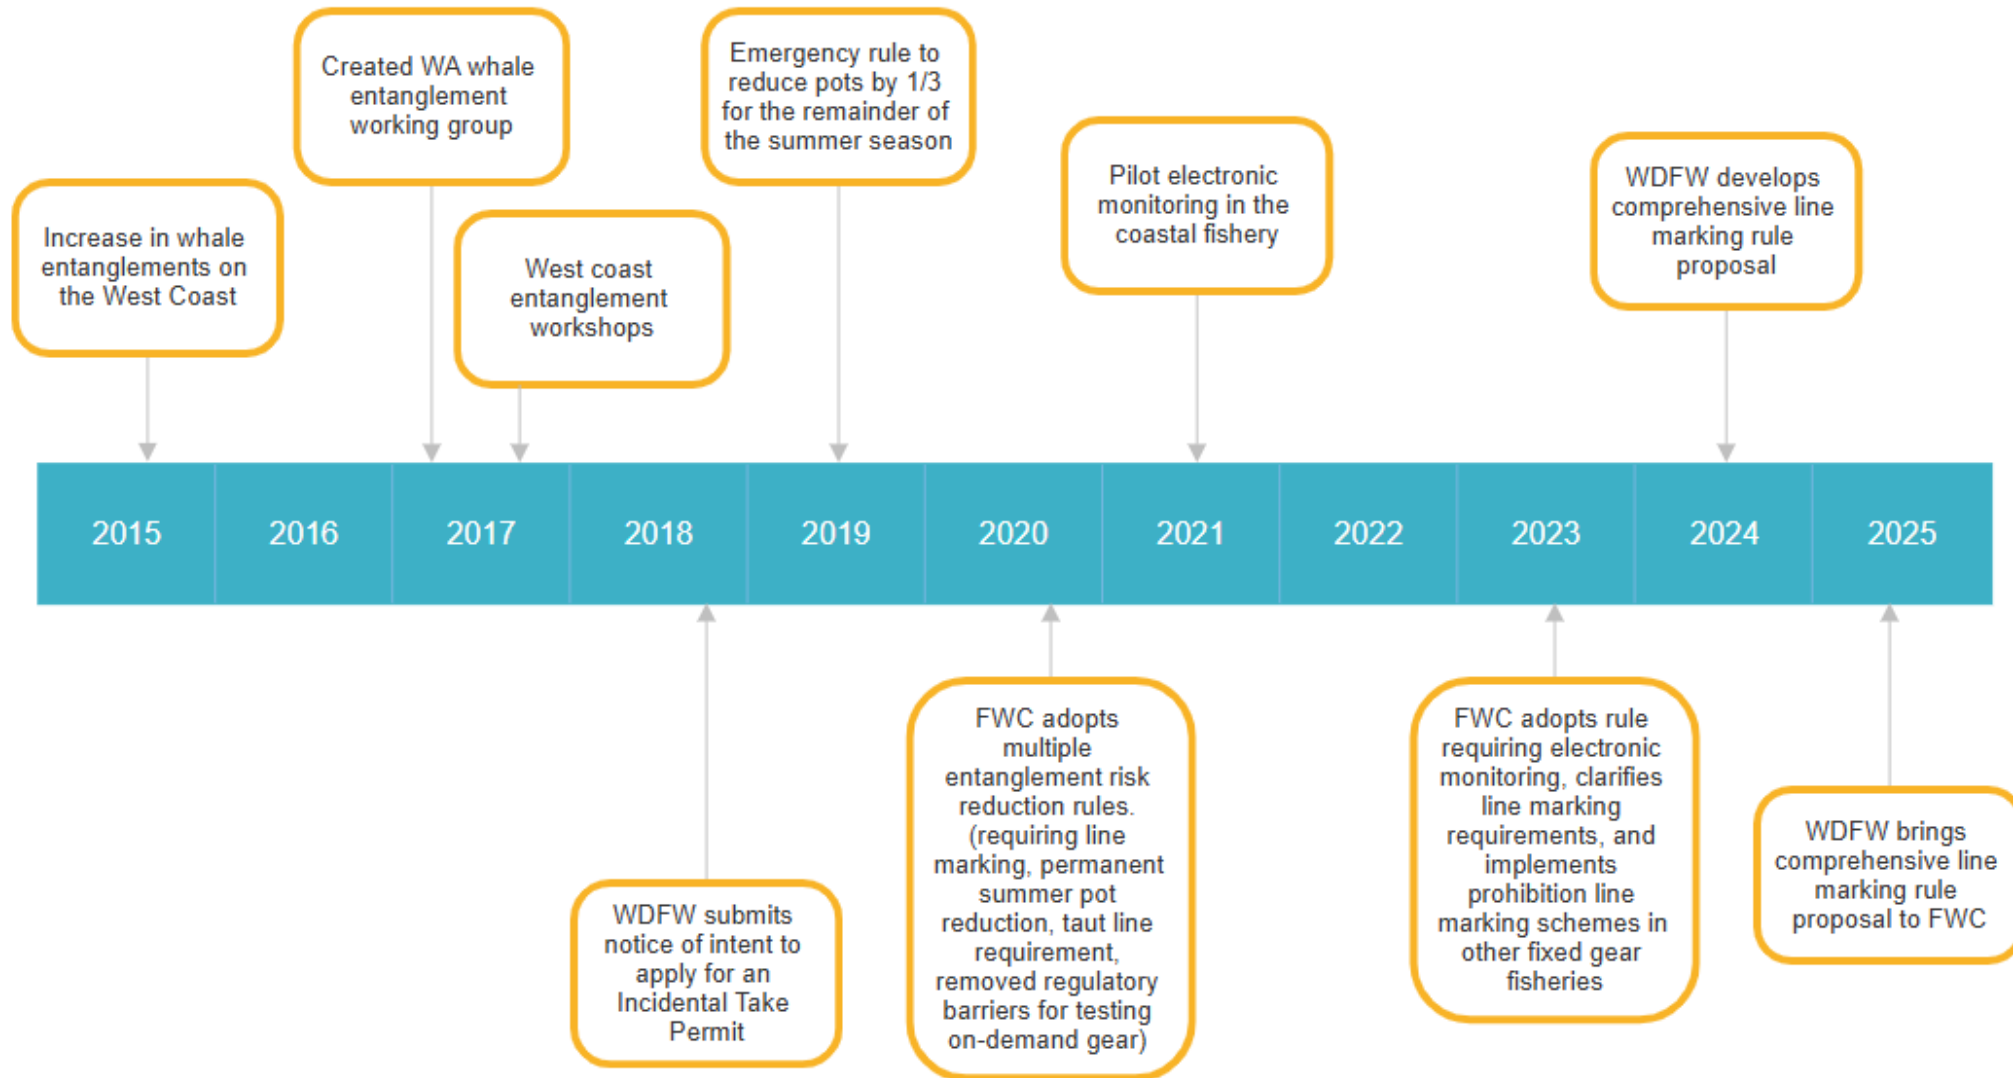 Created WA whale
entanglement
working group
Emergency rule to
reduce pots by 1/3
for the remainder of
the summer season
Pilot electronic
monitoring in the
coastal fishery
WDFW develops
comprehensive line
marking rule
proposal
Increase in whale
entanglements on
the West Coast
West coast
entanglement
workshops
2015
2016
2017
2018
2019
2020
2021
2022
2023
2024
2025
WDFW submits
notice of intent to
apply for an
Incidental Take
Permit
FWC adopts
multiple
entanglement risk
reduction rules.
(requiring line
marking, permanent
summer pot
reduction, taut line
requirement,
removed regulatory
barriers for testing
on-demand gear)
FWC adopts rule
requiring electronic
monitoring, clarifies
line marking
requirements, and
implements
prohibition line
marking schemes in
other fixed gear
fisheries
WDFW brings
comprehensive line
marking rule
proposal to FWC